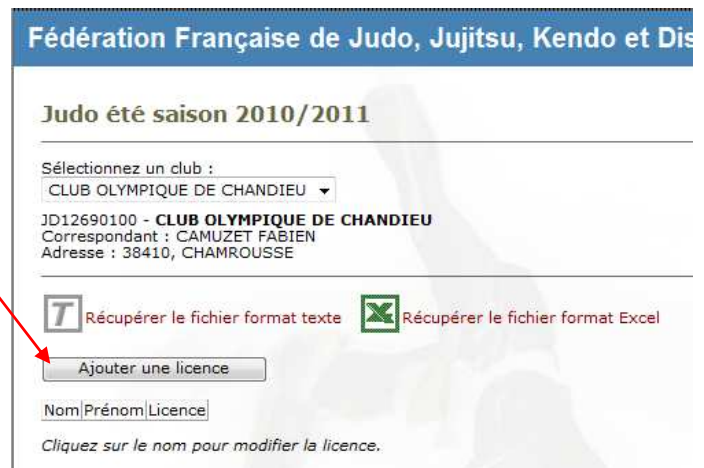 Fédération Française de Judo, Jujitsu, Kendo et Dis
Judo été saison 2010/2011
Sélectionnez un club :
CLUB OLYMPIQUE DE CHANDIEU
JD12690100 - CLUB OLYMPIQUE DE CHANDIEU
Correspondant : CAMUZET FABIEN
Adresse : 38410, CHAMROUSSE
T Récupérer le fichier format texte X Récupérer le fichier format Excel
Ajouter une licence
Nom Prénom Licence
Cliquez sur le nom pour modifier la licence.